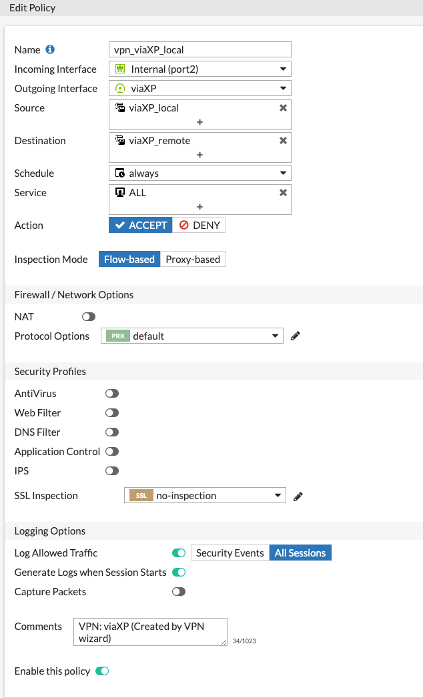 Edit Policy
Name vpn_viaXP_local
Incoming Interface Internal (port2)
Outgoing Interface viaXP
Source viaXP_local
+
Destination viaXP_remote
+
Schedule always
Service ALL
+
Action ACCEPT DENY
Inspection Mode Flow-based Proxy-based
Firewall / Network Options
NAT
Protocol Options PRX default
Security Profiles
AntiVirus
Web Filter
DNS Filter
Application Control
IPS
SSL Inspection SSL no-inspection
Logging Options
Log Allowed Traffic Security Events All Sessions
Generate Logs when Session Starts
Capture Packets
Comments VPN: viaXP (Created by VPN
wizard)
34/1023
Enable this policy